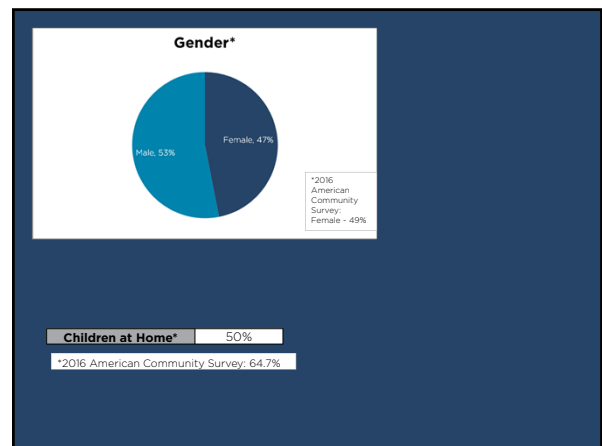 Gender*
Female, 47%
Male, 53%
*2016
American
Community
Survey:
Female - 49%
Children at Home* 50%
*2016 American Community Survey: 64.7%